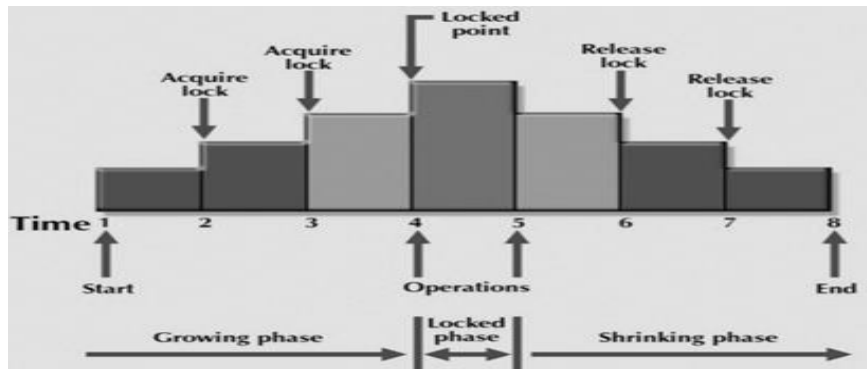 Locked
point
Acquire
lock
Release
lock
Acquire
lock
Release
lock
Time 1 2 3 4 5 6 7 8
Start
Operations
End
Growing phase
Locked
phase
Shrinking phase